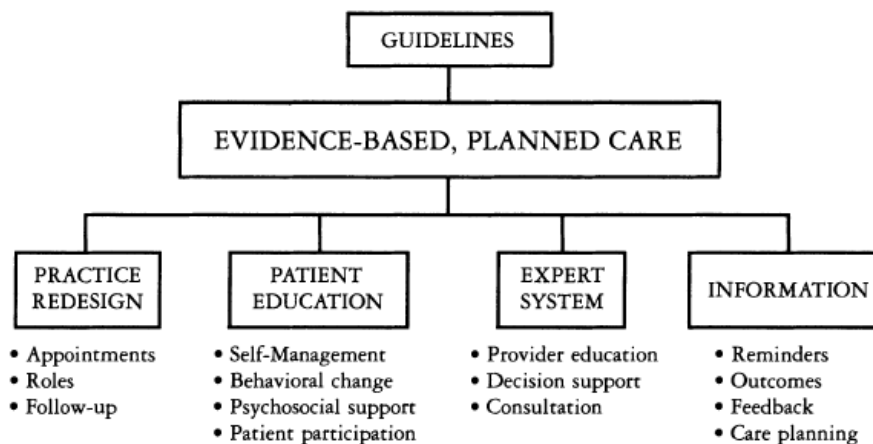 GUIDELINES
EVIDENCE-BASED, PLANNED CARE
PRACTICE
REDESIGN
• Appointments
• Roles
• Follow-up
PATIENT
EDUCATION
• Self-Management
• Behavioral change
• Psychosocial support
• Patient participation
EXPERT
SYSTEM
• Provider education
• Decision support
• Consultation
INFORMATION
• Reminders
• Outcomes
• Feedback
• Care planning